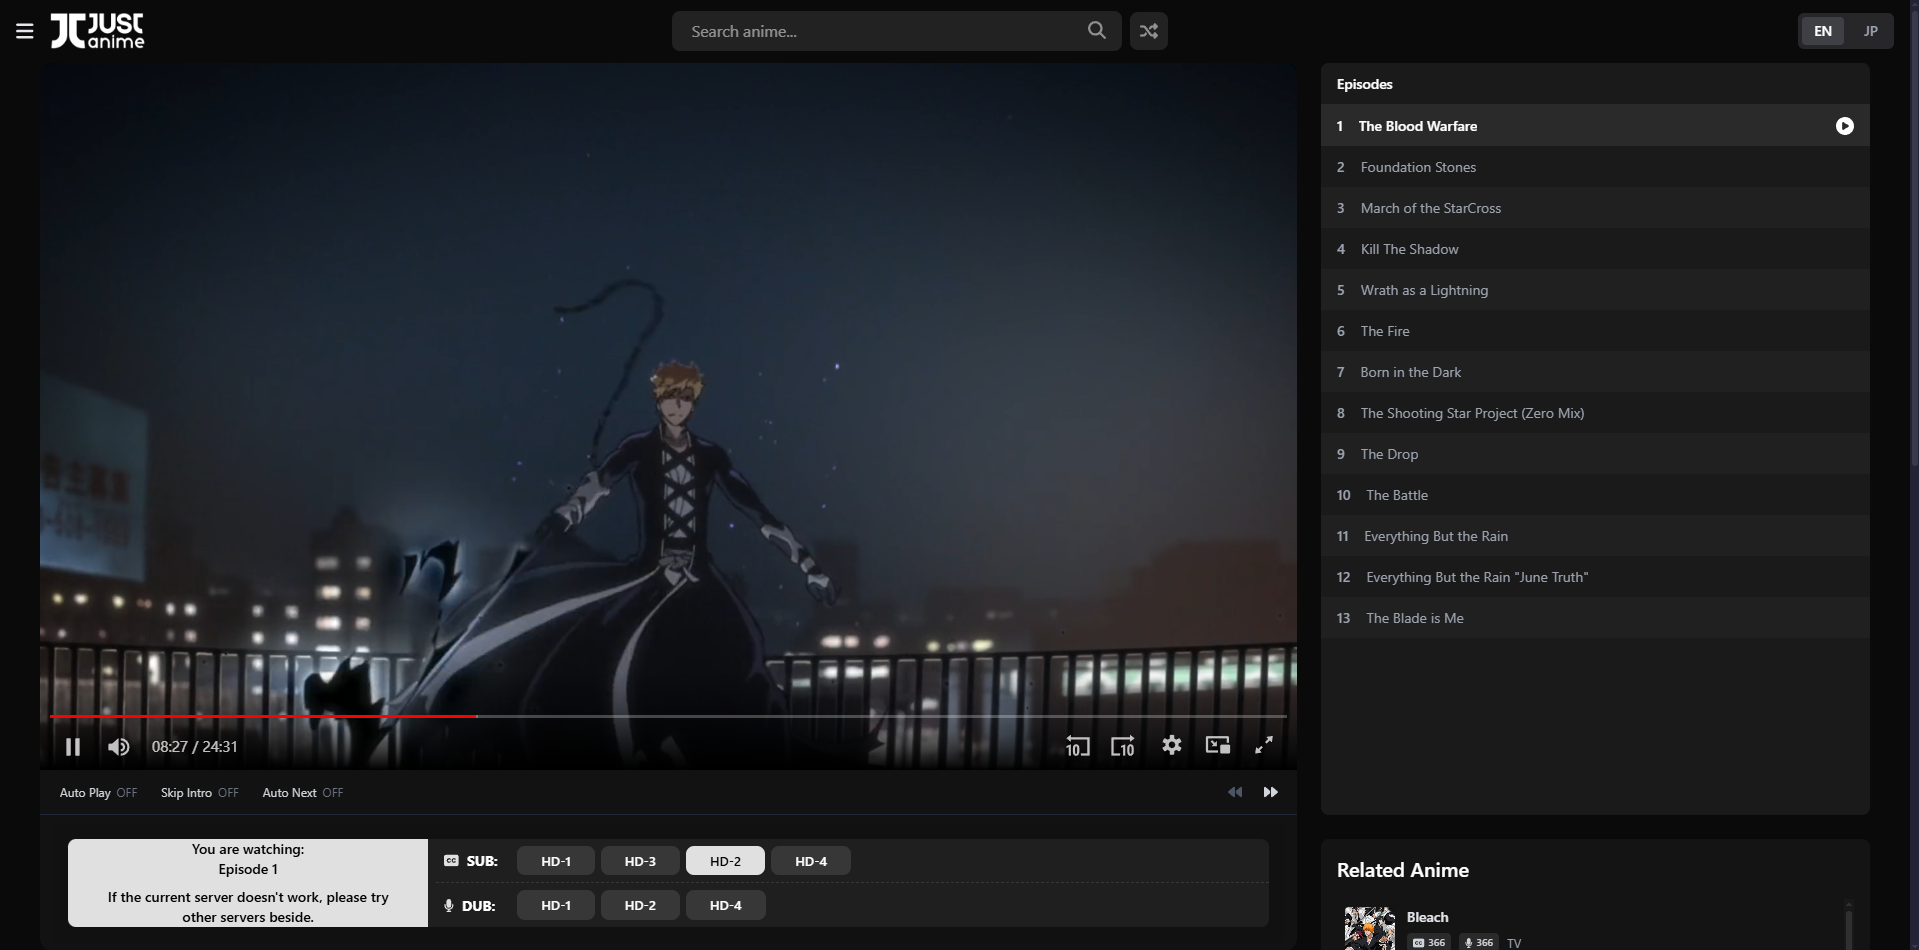 JUST
anime
Search anime...
EN
JP
08:27 / 24:31
10
10
Auto Play OFF
Skip Intro OFF
Auto Next OFF
You are watching:
Episode 1
If the current server doesn't work, please try
other servers beside.
CC SUB: HD-1 HD-3 HD-2 HD-4
DUB: HD-1 HD-2 HD-4
Episodes
1 The Blood Warfare
2 Foundation Stones
3 March of the StarCross
4 Kill The Shadow
5 Wrath as a Lightning
6 The Fire
7 Born in the Dark
8 The Shooting Star Project (Zero Mix)
9 The Drop
10 The Battle
11 Everything But the Rain
12 Everything But the Rain "June Truth"
13 The Blade is Me
Related Anime
Bleach
CC 366 366 TV